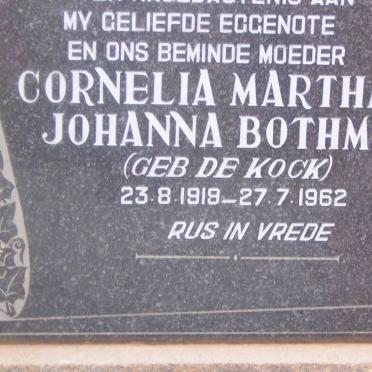 MY GELIEFDE EGGENOTE
EN ONS BEMINDE MOEDER
CORNELIA MARTHA
JOHANNA BOTHM
(GEB DE KOCK)
23.8.1919–27.7.1962
RUS IN VREDE